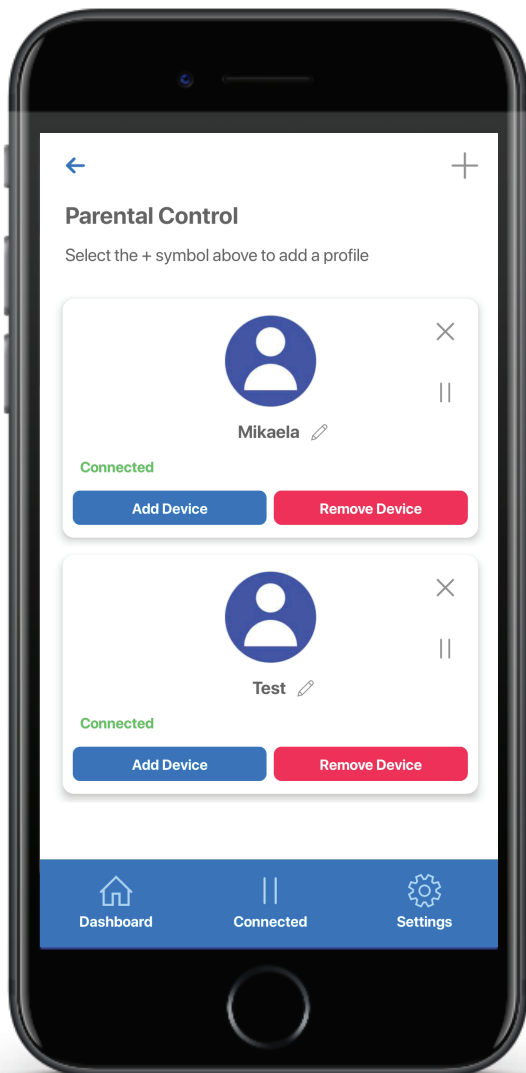 Parental Control
Select the + symbol above to add a profile
Mikaela
Connected
Add Device Remove Device
Test
Connected
Add Device Remove Device
Dashboard Connected Settings